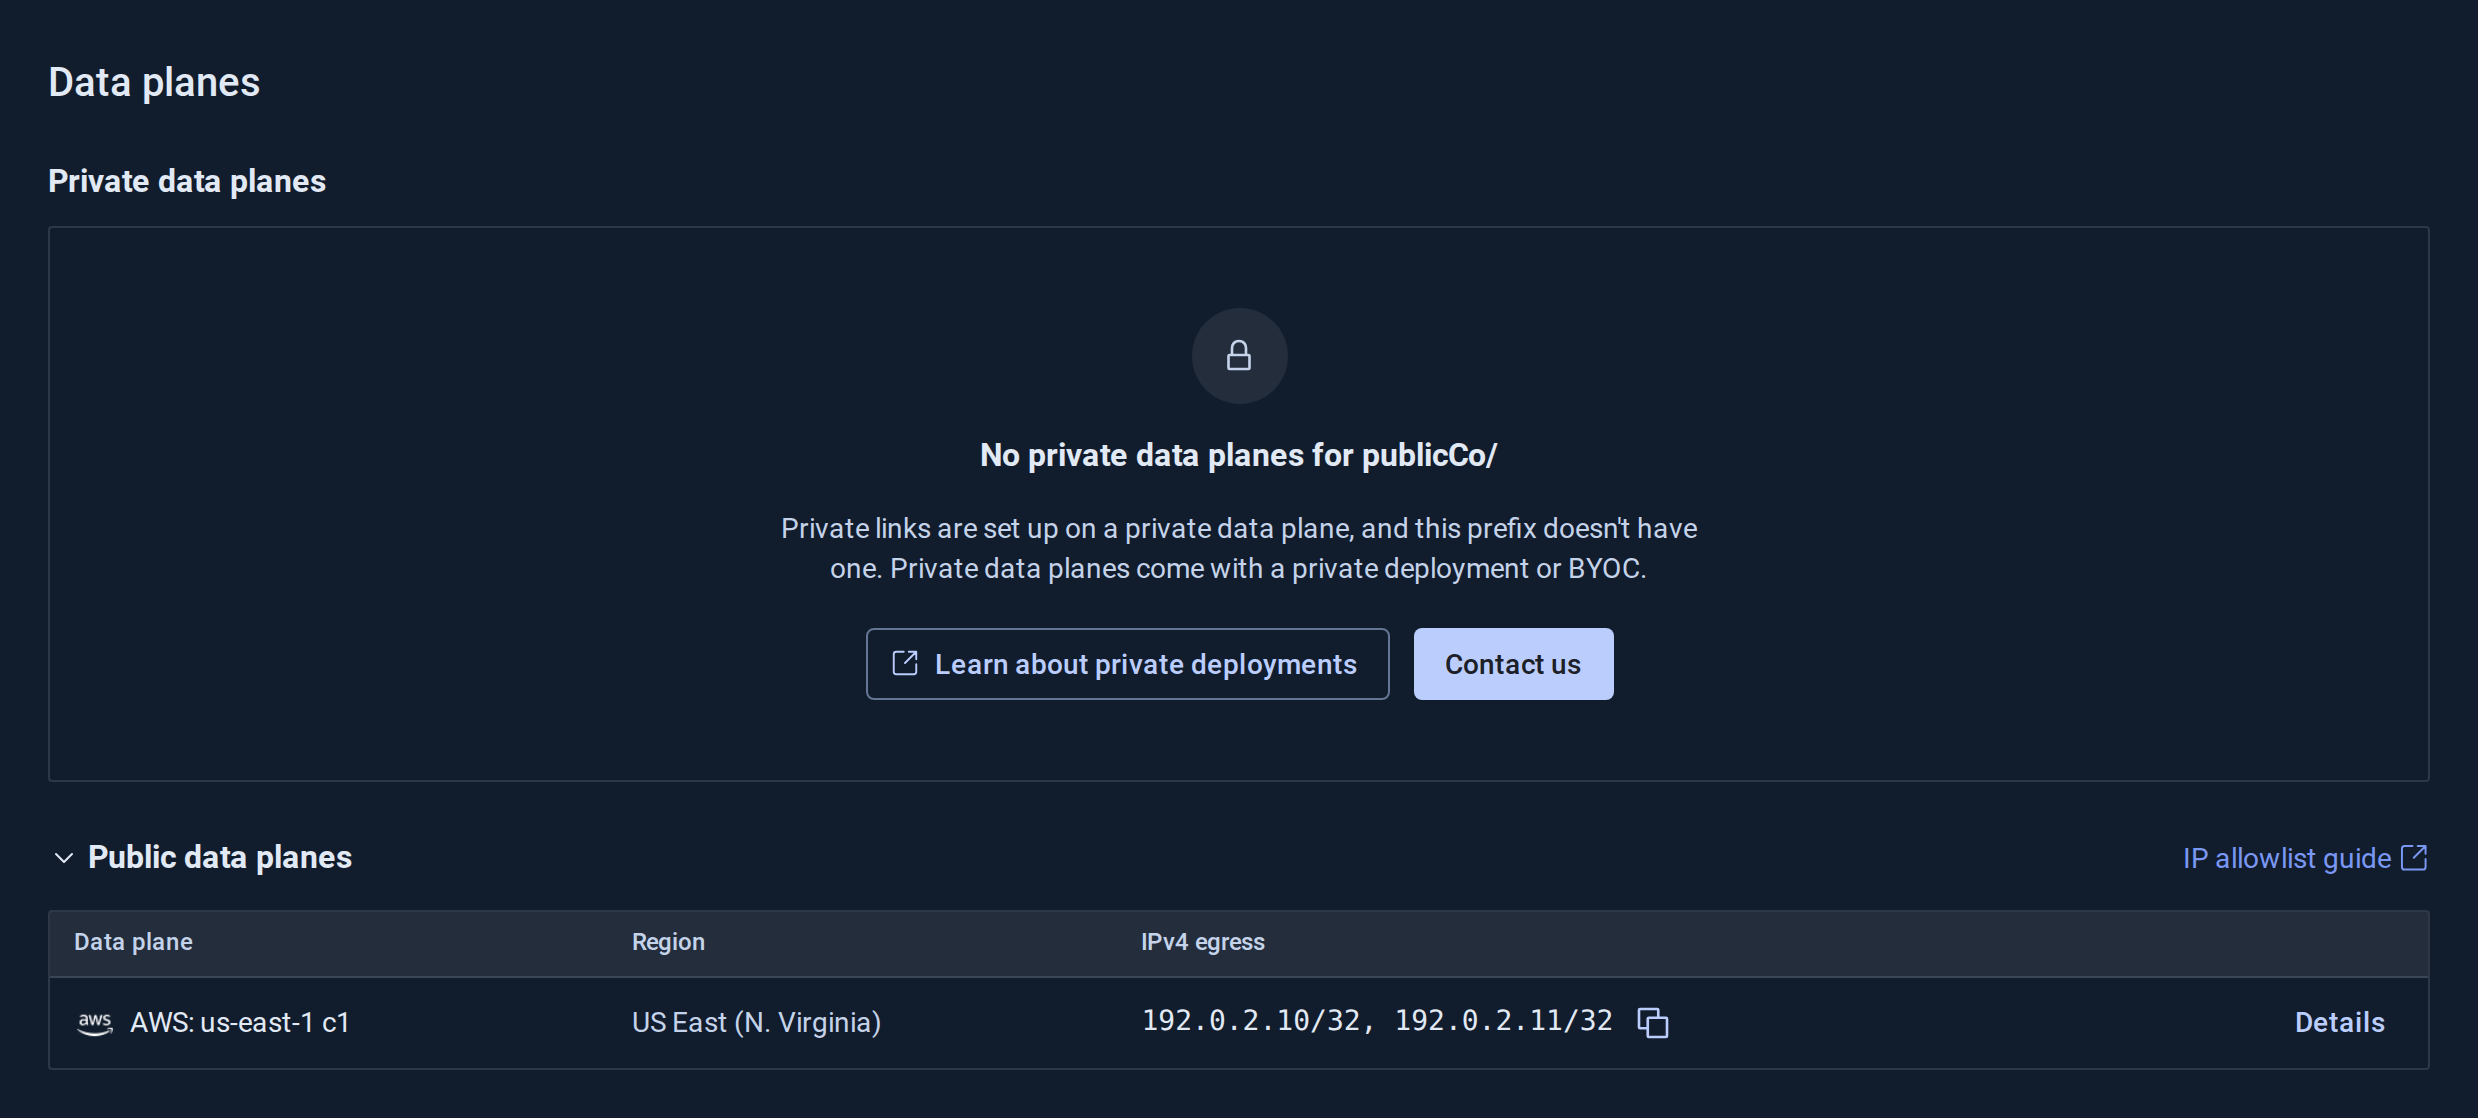 Data planes
Private data planes
No private data planes for publicCo/
Private links are set up on a private data plane, and this prefix doesn't have
one. Private data planes come with a private deployment or BYOC.
Learn about private deployments
Contact us
Public data planes
IP allowlist guide
Data plane
Region
IPv4 egress
aws
AWS: us-east-1 c1
US East (N. Virginia)
192.0.2.10/32, 192.0.2.11/32
Details